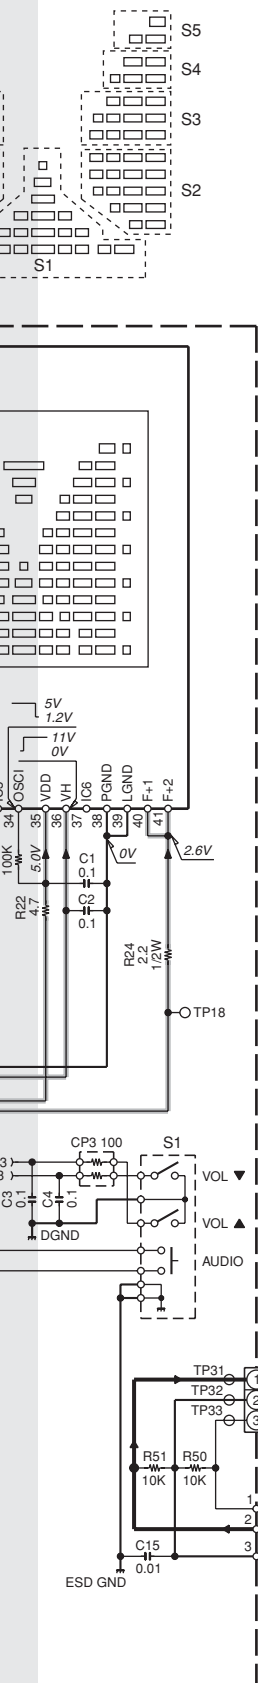 S5
S4
S3
S2
S1
5V
1.2V
11V
0V
OSCI
VDD
VH
IC6
PGND
LGND
F+1
F+2
34
35
36
37
38
39
40
41
100K
5.0V
C1
0.1
0V
2.6V
R22
4.7
C2
0.1
R24
2.2
1/2W
TP18
CP3 100
S1
VOL ▼
C3
0.1
C4
0.1
VOL ▲
DGND
AUDIO
TP31
1
TP32
2
TP33
3
R51
10K
R50
10K
1
2
3
C15
0.01
ESD GND